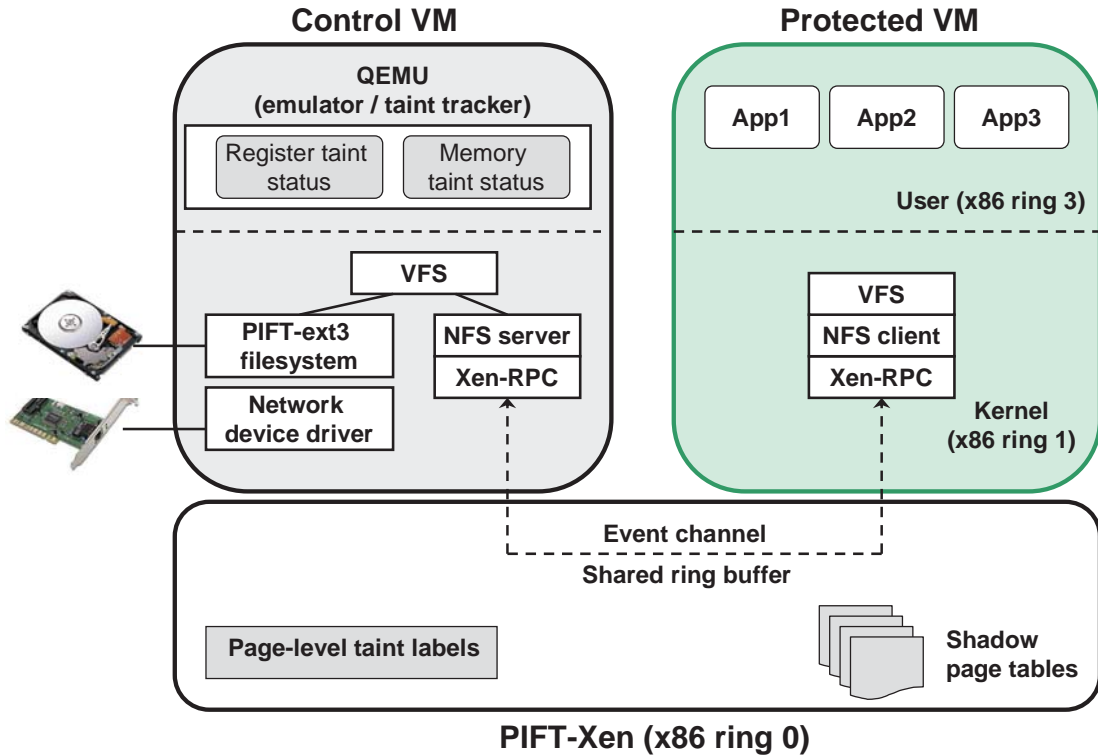 Control VM
Protected VM
QEMU
(emulator / taint tracker)
Register taint
status
Memory
taint status
App1
App2
App3
User (x86 ring 3)
VFS
PIFT-ext3
filesystem
NFS server
Xen-RPC
Network
device driver
VFS
NFS client
Xen-RPC
Kernel
(x86 ring 1)
Event channel
Shared ring buffer
Page-level taint labels
Shadow
page tables
PIFT-Xen (x86 ring 0)